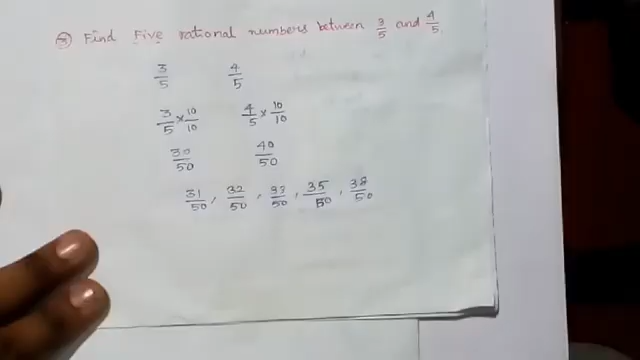 Find Five rational numbers between 3/5 and 4/5.
3/5 4/5
3/5 × 10/10 4/5 × 10/10
30/50 40/50
31/50, 32/50, 33/50, 35/50, 38/50